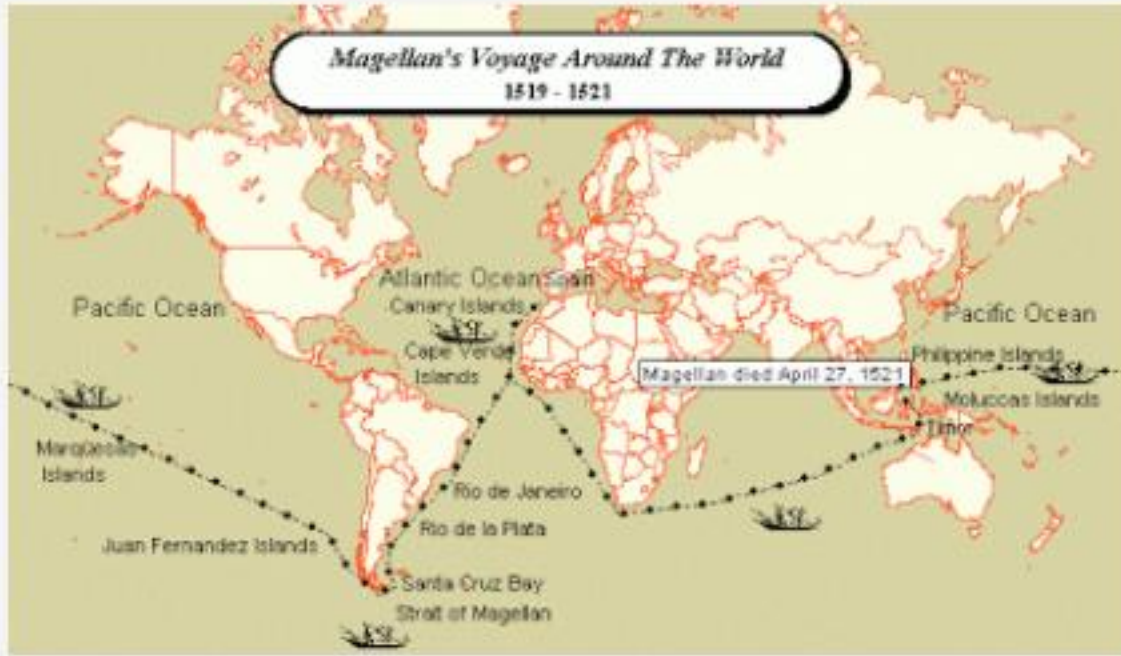 Magellan's Voyage Around The World
1519 - 1521
Atlantic Ocean
Spain
Pacific Ocean
Canary Islands
Pacific Ocean
Cape Verde
Islands
Philippine Islands
Magellan died April 27, 1521
Moluccas Islands
Timor
Marquesas
Islands
Rio de Janeiro
Rio de la Plata
Juan Fernandez Islands
Santa Cruz Bay
Strait of Magellan